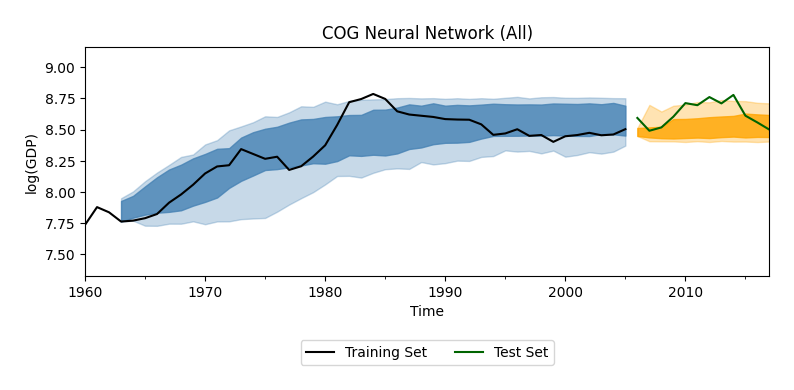 COG Neural Network (All)
log(GDP)
9.00
8.75
8.50
8.25
8.00
7.75
7.50
1960
1970
1980
1990
2000
2010
Time
Training Set
Test Set